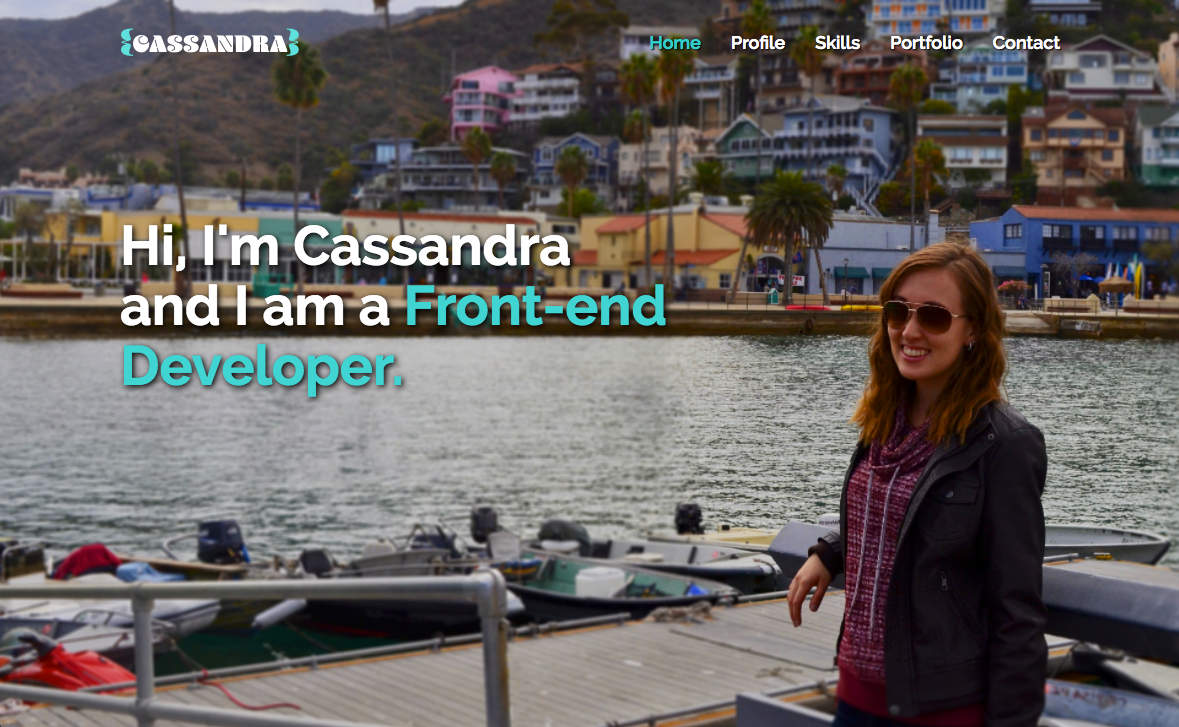 {CASSANDRA}
Home Profile Skills Portfolio Contact
Hi, I'm Cassandra
and I am a Front-end
Developer.